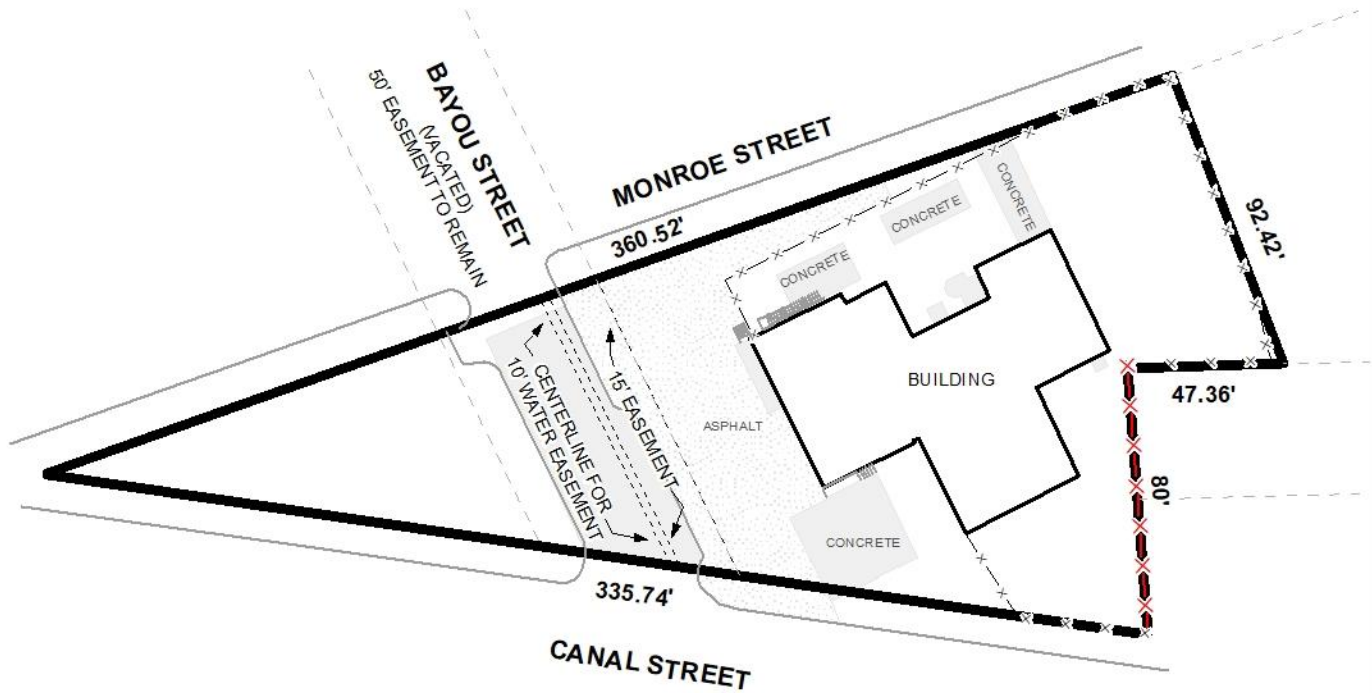 BAYOU STREET
(VACATED)
50' EASEMENT TO REMAIN
MONROE STREET
360.52'
CONCRETE
CONCRETE
CONCRETE
92.42'
CENTERLINE FOR
10' WATER EASEMENT
15' EASEMENT
ASPHALT
BUILDING
47.36'
80'
CONCRETE
335.74'
CANAL STREET